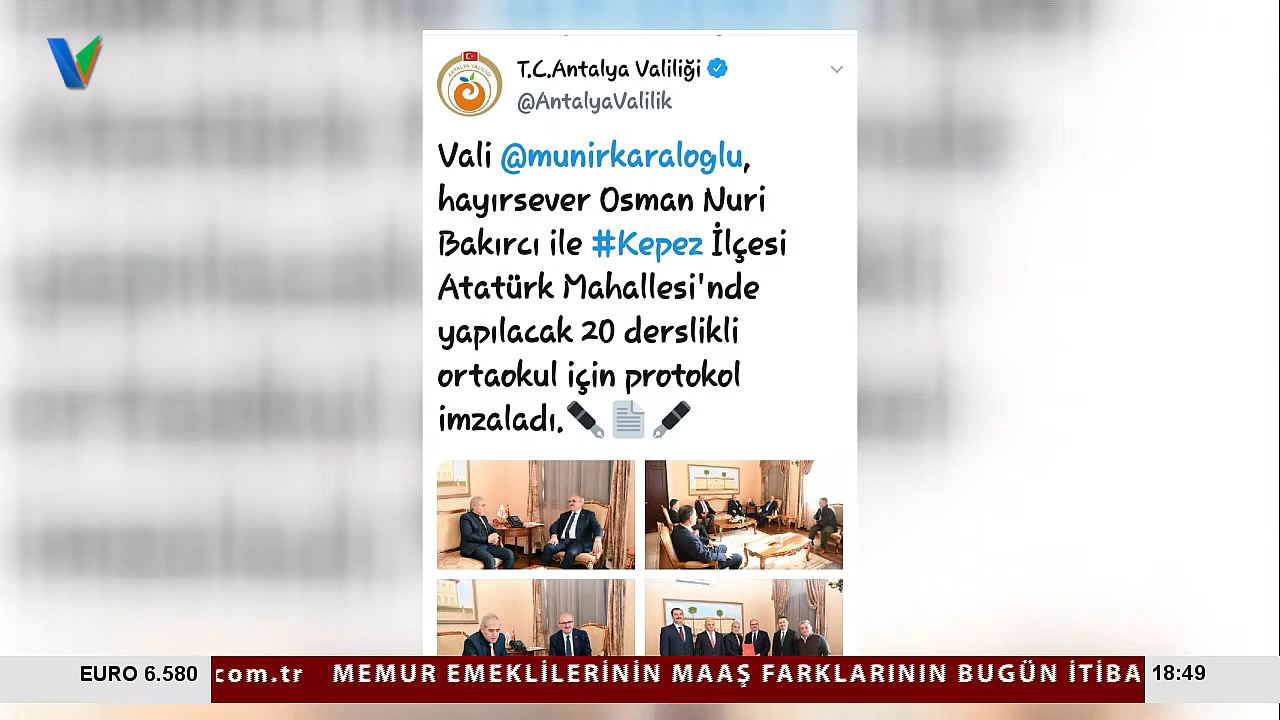 T.C.Antalya Valiliği
@AntalyaValilik
Vali @munirkaraloglu,
hayırsever Osman Nuri
Bakırcı ile #Kepez İlçesi
Atatürk Mahallesi'nde
yapılacak 20 derslikli
ortaokul için protokol
imzaladı.
EURO 6.580
com.tr MEMUR EMEKLİLERİNİN MAAŞ FARKLARININ BUGÜN İTİBA
18:49